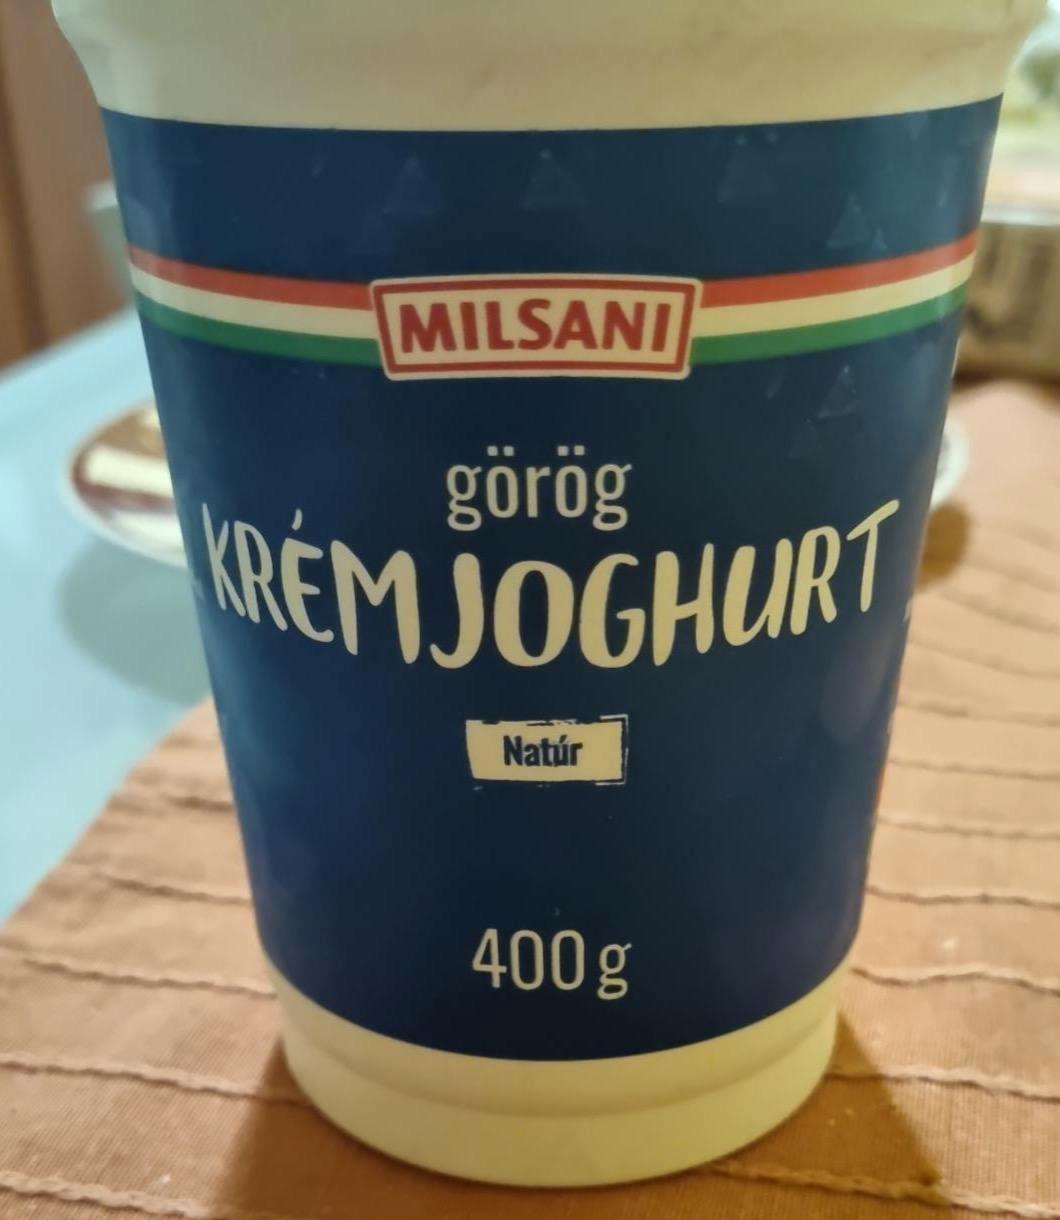 MILSANI
görög
KRÉMJOGHURT
Natúr
400g